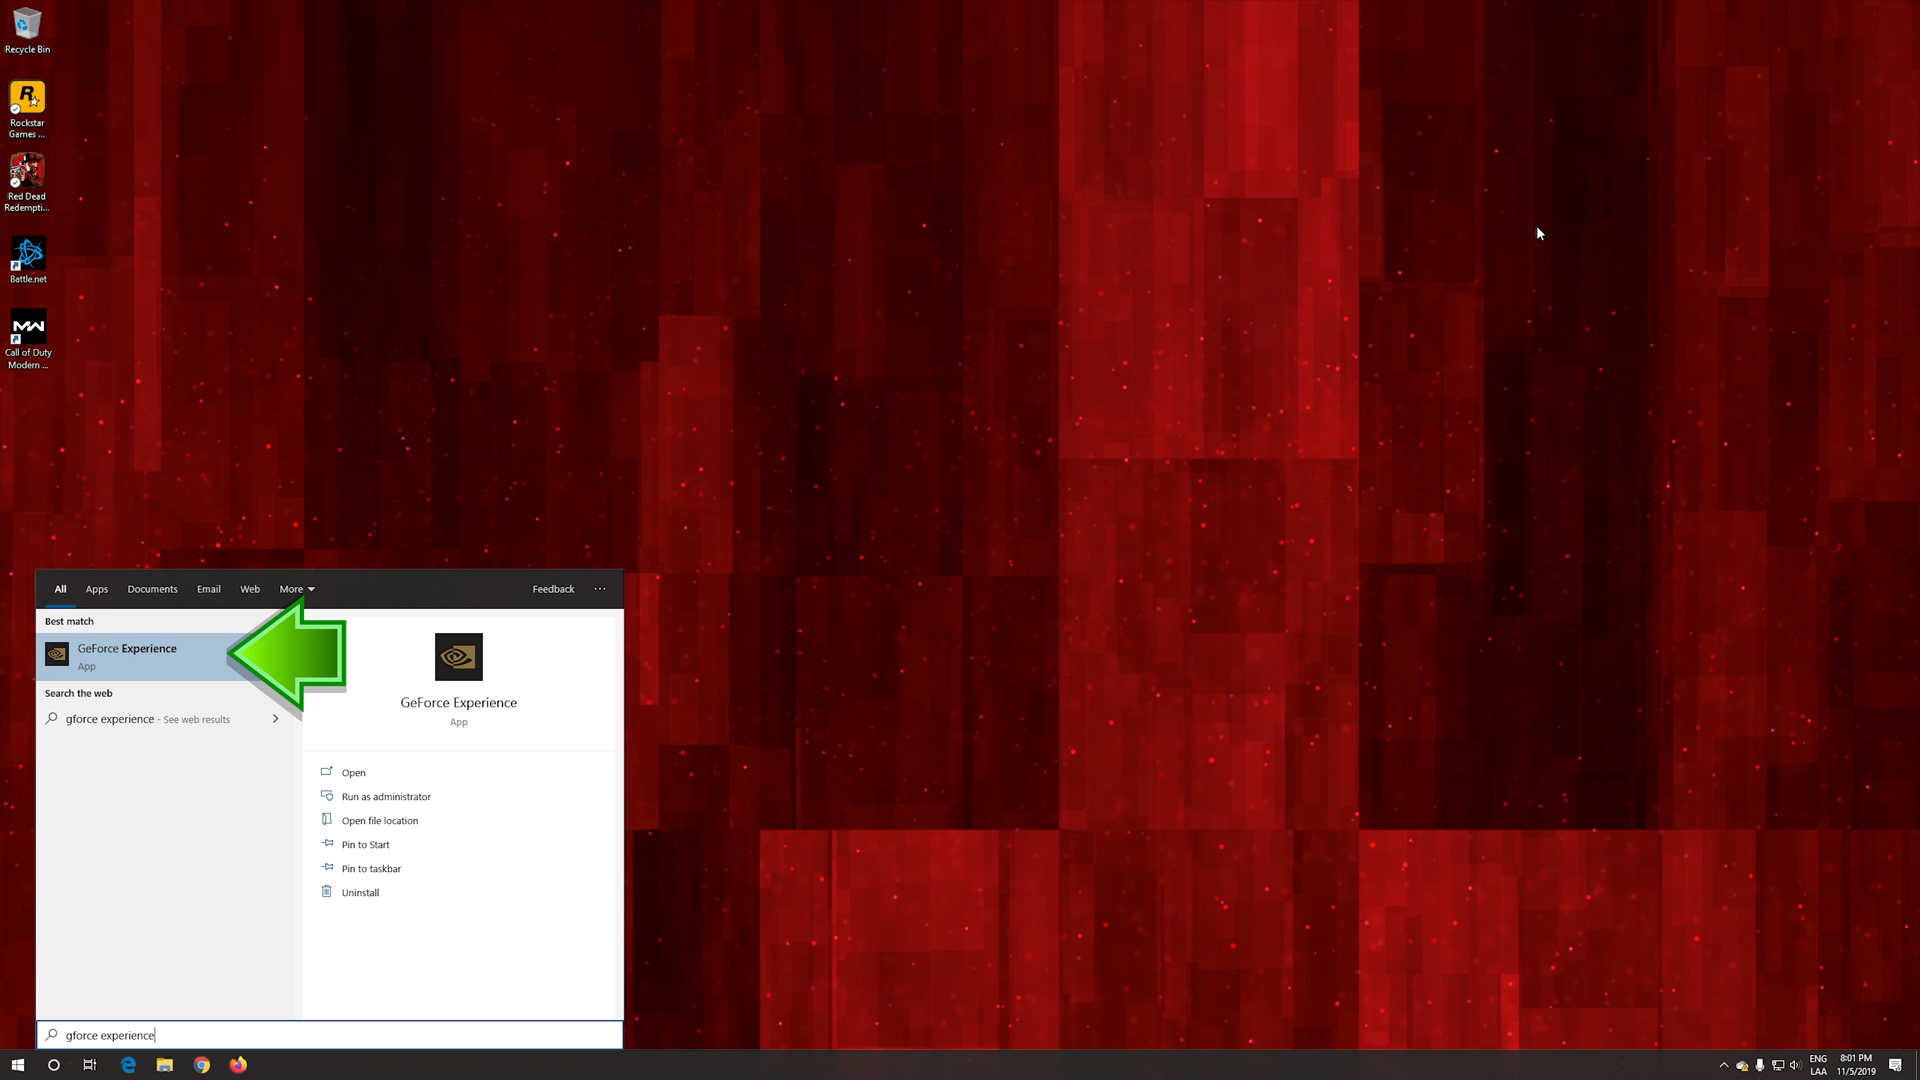 Recycle Bin
Rockstar
Games ...
Red Dead
Redempti...
Battle.net
MW
Call of Duty
Modern ...
All
Apps
Documents
Email
Web
More
Feedback
...
Best match
GeForce Experience
App
Search the web
gforce experience - See web results
GeForce Experience
App
Open
Run as administrator
Open file location
Pin to Start
Pin to taskbar
Uninstall
gforce experience
ENG
LAA
8:01 PM
11/5/2019